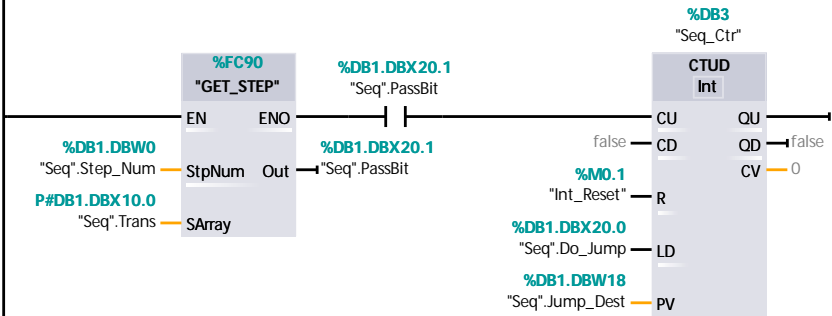 %DB3
"Seq_Ctr"
%FC90
"GET_STEP"
%DB1.DBX20.1
"Seq".PassBit
CTUD
Int
EN ENO
CU QU
false CD QD false
%DB1.DBW0
"Seq".Step_Num StpNum Out
%DB1.DBX20.1
"Seq".PassBit
CV 0
%M0.1
"Int_Reset" R
P#DB1.DBX10.0
"Seq".Trans SArray
%DB1.DBX20.0
"Seq".Do_Jump LD
%DB1.DBW18
"Seq".Jump_Dest PV